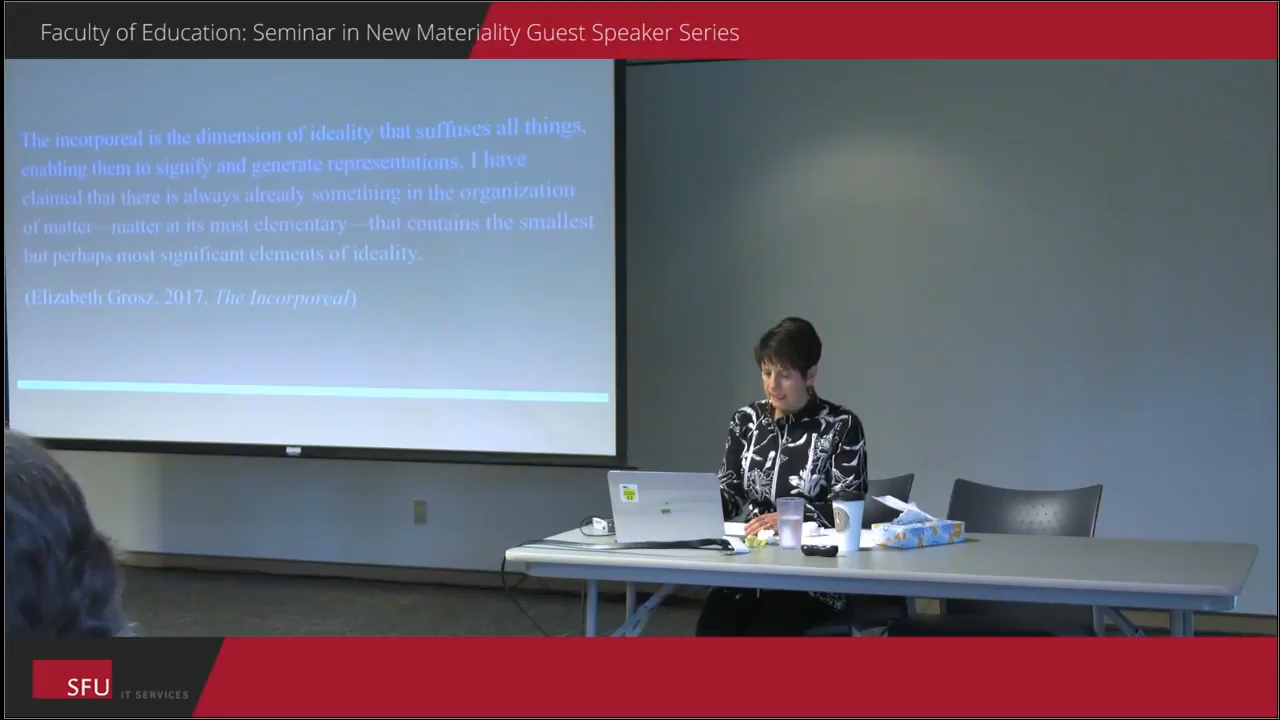 Faculty of Education: Seminar in New Materiality Guest Speaker Series
The incorporeal is the dimension of ideality that suffuses all things,
enabling them to signify and generate representations. I have
claimed that there is always already something in the organization
of matter—matter at its most elementary—that contains the smallest
but perhaps most significant elements of ideality.
(Elizabeth Grosz, 2017, The Incorporeal)
SFU IT SERVICES